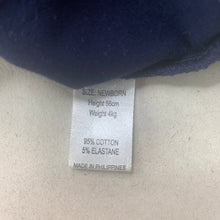 SIZE: NEWBORN
Height 56cm
Weight 4kg
95% COTTON
5% ELASTANE
MADE IN PHILIPPINES